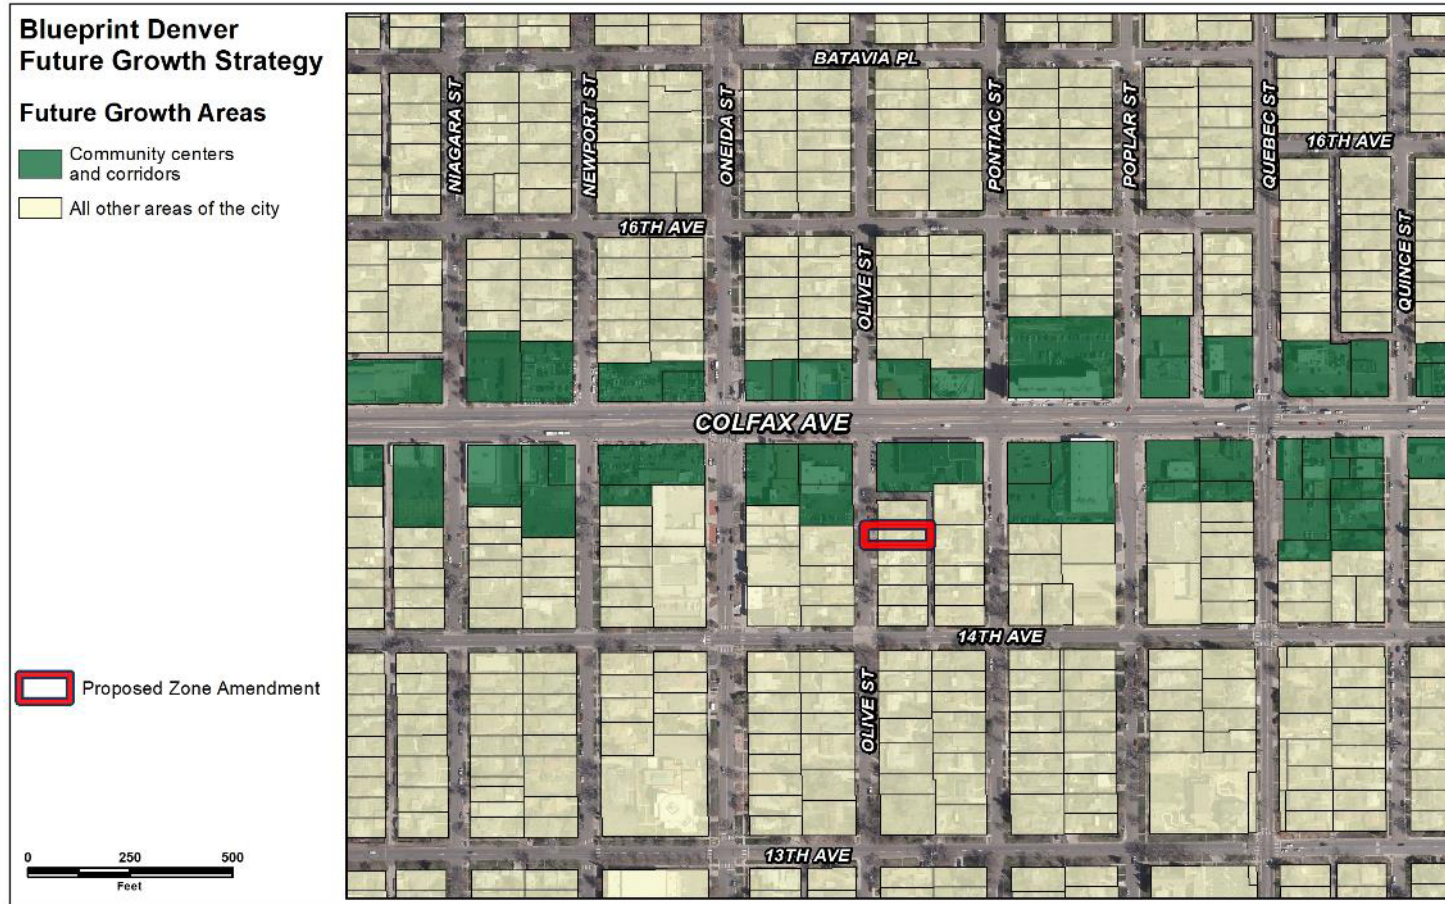 Blueprint Denver
Future Growth Strategy
Future Growth Areas
Community centers
and corridors
All other areas of the city
Proposed Zone Amendment
0 250 500
Feet
BATAVIA PL
NIAGARA ST
NEWPORT ST
ONEIDA ST
PONTIAC ST
POPLAR ST
QUEBEC ST
16TH AVE
16TH AVE
OLIVE ST
QUINCE ST
COLFAX AVE
14TH AVE
OLIVE ST
13TH AVE